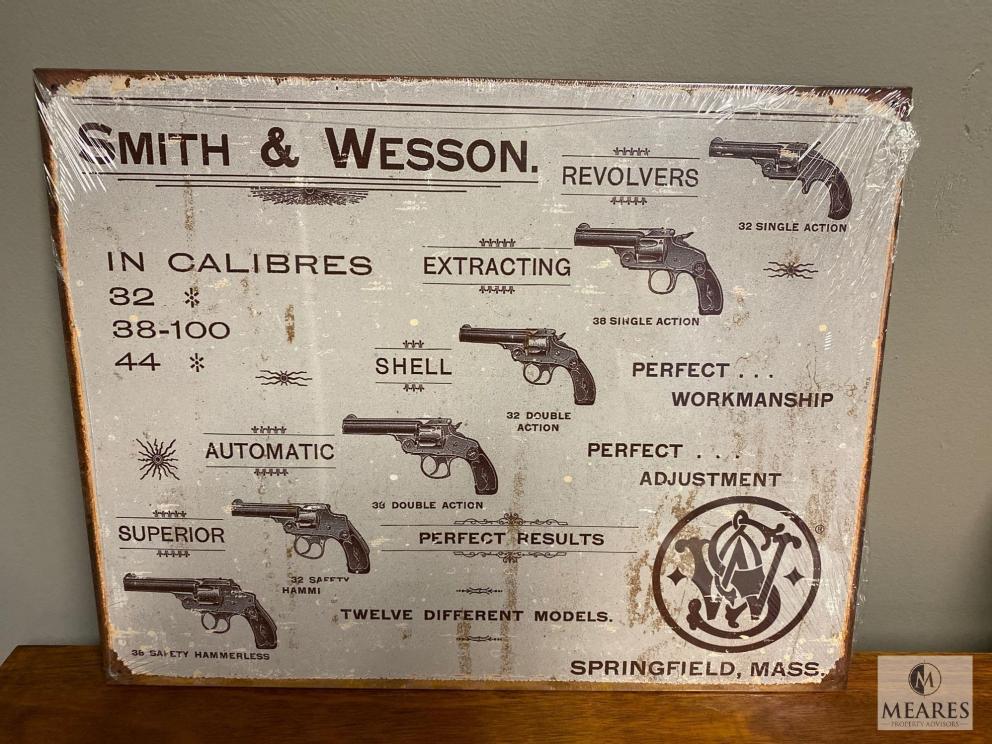 SMITH & WESSON.
REVOLVERS
32 SINGLE ACTION
IN CALIBRES
32 *
38-100
44 *
EXTRACTING
38 SINGLE ACTION
SHELL
32 DOUBLE
ACTION
PERFECT . . .
WORKMANSHIP
AUTOMATIC
38 DOUBLE ACTION
PERFECT . . .
ADJUSTMENT
SUPERIOR
32 SAFETY
HAMM
PERFECT RESULTS
38 SAFETY HAMMERLESS
TWELVE DIFFERENT MODELS.
SW
®
SPRINGFIELD, MASS.
M
MEARES
PROPERTY ADVISORS